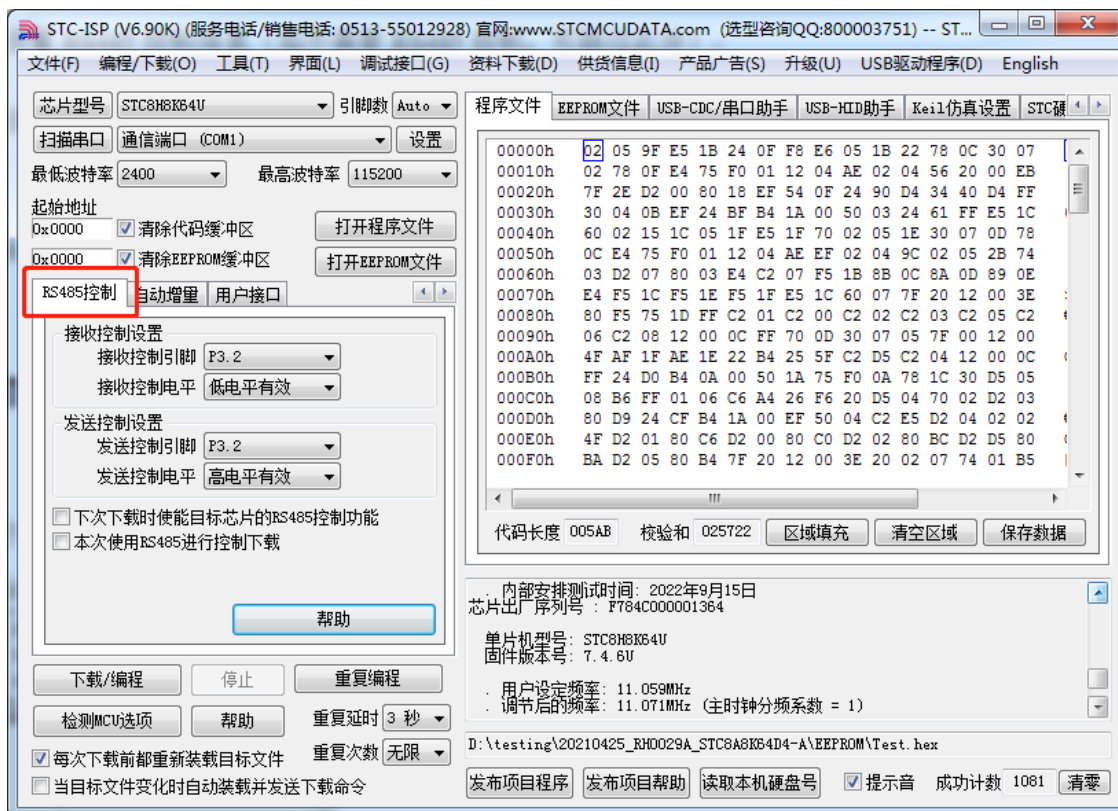 STC-ISP (V6.90K) (服务电话/销售电话: 0513-55012928) 官网:www.STCMCUDATA.com (选型咨询QQ:800003751) -- ST...
文件(F) 编程/下载(O) 工具(T) 界面(L) 调试接口(G) 资料下载(D) 供货信息(I) 产品广告(S) 升级(U) USB驱动程序(D) English
芯片型号 STC8H8K64U 引脚数 Auto
扫描串口 通信端口 (COM1) 设置
最低波特率 2400 最高波特率 115200
起始地址
0x0000 清除代码缓冲区 打开程序文件
0x0000 清除EEPROM缓冲区 打开EEPROM文件
RS485控制 自动增量 用户接口
接收控制设置
接收控制引脚 P3.2
接收控制电平 低电平有效
发送控制设置
发送控制引脚 P3.2
发送控制电平 高电平有效
下次下载时使能目标芯片的RS485控制功能
本次使用RS485进行控制下载
帮助
下载/编程 停止 重复编程
检测MCU选项 帮助 重复延时 3 秒
每次下载前都重新装载目标文件 重复次数 无限
当目标文件变化时自动装载并发送下载命令
程序文件 EEPROM文件 USB-CDC/串口助手 USB-HID助手 Keil仿真设置 STC硬
00000h 02 05 9F E5 1B 24 0F F8 E6 05 1B 22 78 0C 30 07
00010h 02 78 0F E4 75 F0 01 12 04 AE 02 04 56 20 00 EB
00020h 7F 2E D2 00 80 18 EF 54 0F 24 90 D4 34 40 D4 FF
00030h 30 04 0B EF 24 BF B4 1A 00 50 03 24 61 FF E5 1C
00040h 60 02 15 1C 05 1F E5 1F 70 02 05 1E 30 07 0D 78
00050h 0C E4 75 F0 01 12 04 AE EF 02 04 9C 02 05 2B 74
00060h 03 D2 07 80 03 E4 C2 07 F5 1B 8B 0C 8A 0D 89 0E
00070h E4 F5 1C F5 1E F5 1F E5 1C 60 07 7F 20 12 00 3E
00080h 80 F5 75 1D FF C2 01 C2 00 C2 02 C2 03 C2 05 C2
00090h 06 C2 08 12 00 0C FF 70 0D 30 07 05 7F 00 12 00
000A0h 4F AF 1F AE 1E 22 B4 25 5F C2 D5 C2 04 12 00 0C
000B0h FF 24 D0 B4 0A 00 50 1A 75 F0 0A 78 1C 30 D5 05
000C0h 08 B6 FF 01 06 C6 A4 26 F6 20 D5 04 70 02 D2 03
000D0h 80 D9 24 CF B4 1A 00 EF 50 04 C2 E5 D2 04 02 02
000E0h 4F D2 01 80 C6 D2 00 80 C0 D2 02 80 BC D2 D5 80
000F0h BA D2 05 80 B4 7F 20 12 00 3E 20 02 07 74 01 B5
代码长度 005AB 校验和 025722 区域填充 清空区域 保存数据
. 内部安排测试时间: 2022年9月15日
芯片出厂序列号 : F784C000001364
单片机型号: STC8H8K64U
固件版本号: 7.4.6U
. 用户设定频率: 11.059MHz
. 调节后的频率: 11.071MHz (主时钟分频系数 = 1)
D:\testing\20210425_RH0029A_STC8A8K64D4-A\EEPROM\Test.hex
发布项目程序 发布项目帮助 读取本机硬盘号 提示音 成功计数 1081 清零